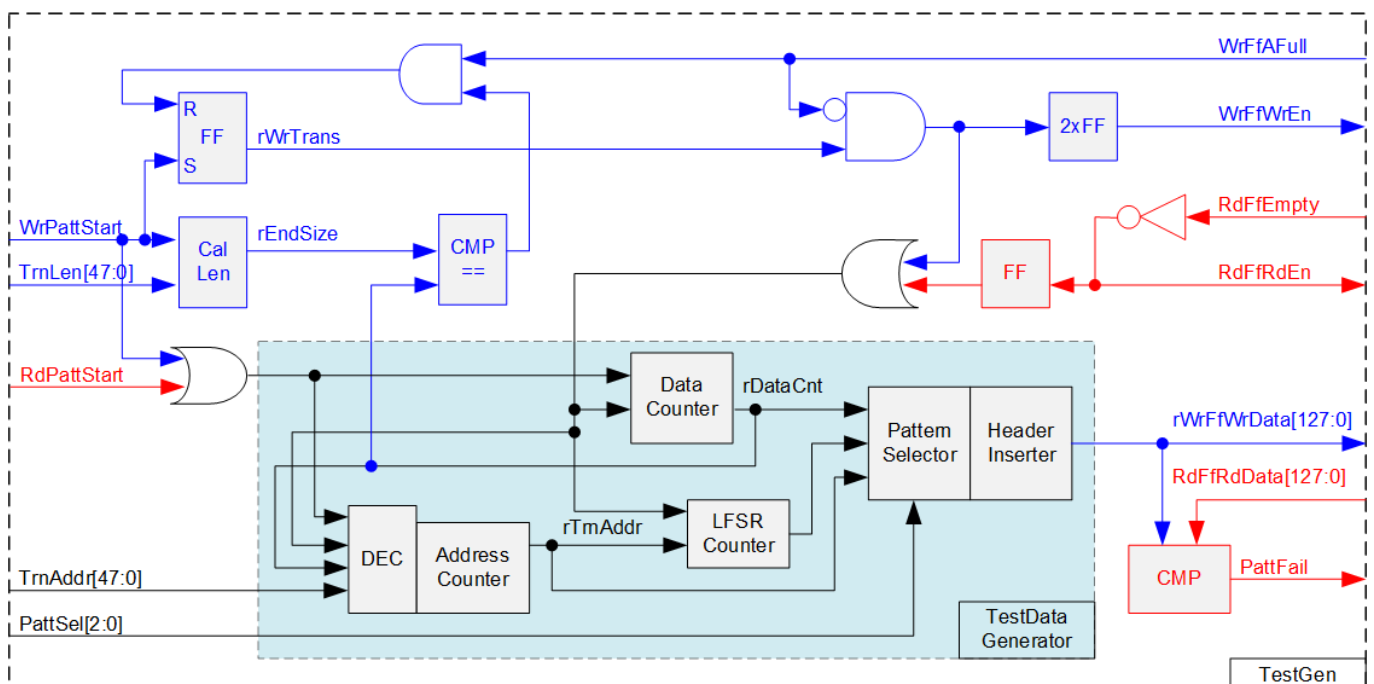 WrFfAFull
R
FF
S
rWrTrans
2xFF
WrFfWrEn
WrPattStart
TrnLen[47:0]
Cal
Len
rEndSize
CMP
==
RdFfEmpty
FF
RdFfRdEn
RdPattStart
Data
Counter
rDataCnt
Pattern
Selector
Header
Inserter
rWrFfWrData[127:0]
RdFfRdData[127:0]
DEC
Address
Counter
rTrnAddr
LFSR
Counter
CMP
PattFail
TrnAddr[47:0]
PattSel[2:0]
TestData
Generator
TestGen